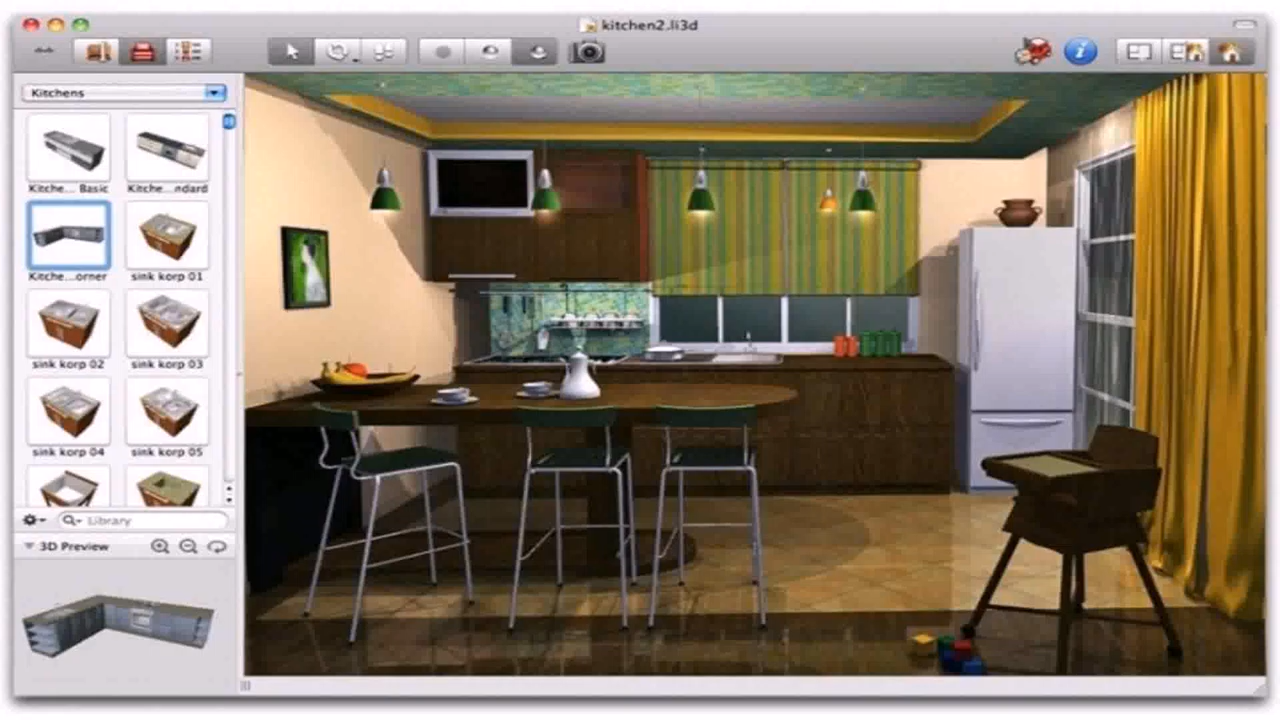 kitchen2.li3d
Kitchens
Kitche... Basic
Kitche...ndard
Kitche...orner
sink korp 01
sink korp 02
sink korp 03
sink korp 04
sink korp 05
Library
3D Preview